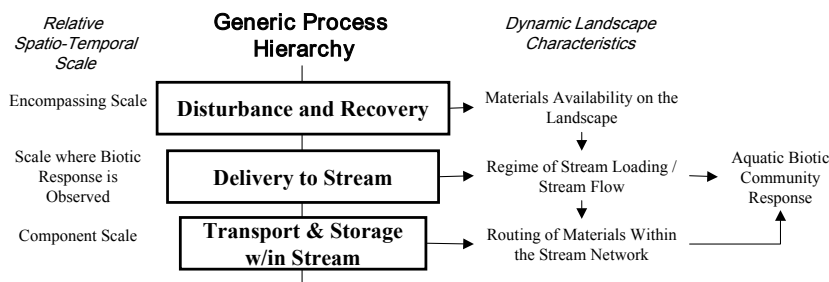 Relative
Spatio-Temporal
Scale
Generic Process
Hierarchy
Dynamic Landscape
Characteristics
Encompassing Scale
Disturbance and Recovery
Materials Availability on the
Landscape
Scale where Biotic
Response is
Observed
Delivery to Stream
Regime of Stream Loading /
Stream Flow
Aquatic Biotic
Community
Response
Component Scale
Transport & Storage
w/in Stream
Routing of Materials Within
the Stream Network